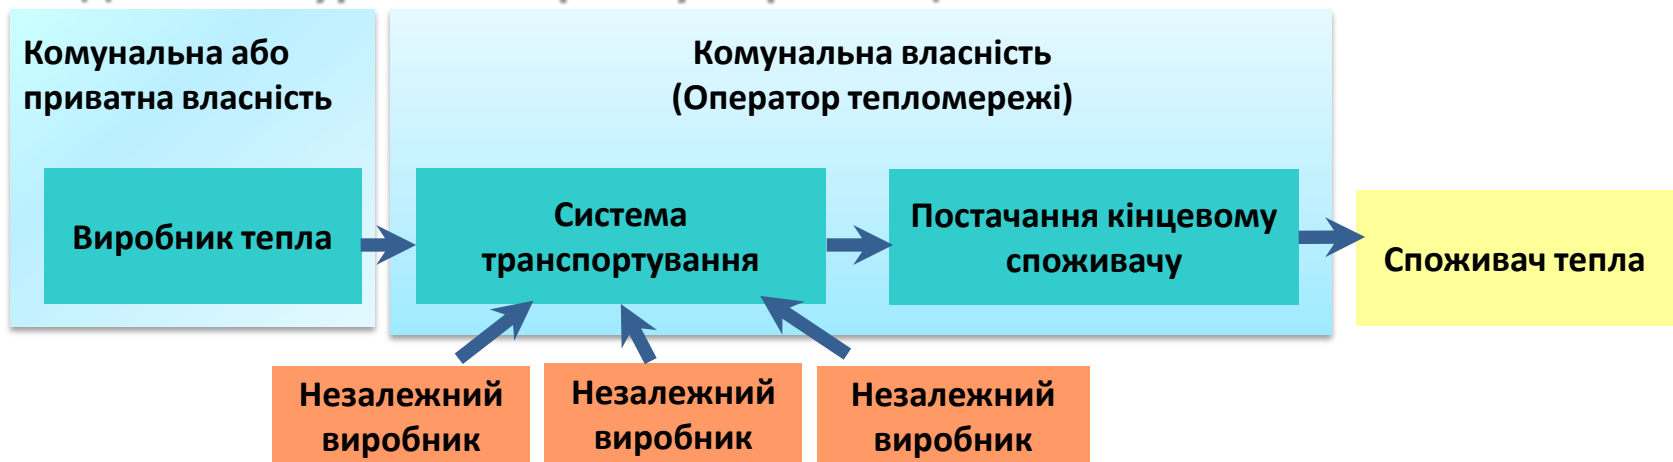 Комунальна або
приватна власність
Комунальна власність
(Оператор тепломережі)
Виробник тепла
Система
транспортування
Постачання кінцевому
споживачу
Споживач тепла
Незалежний
виробник
Незалежний
виробник
Незалежний
виробник